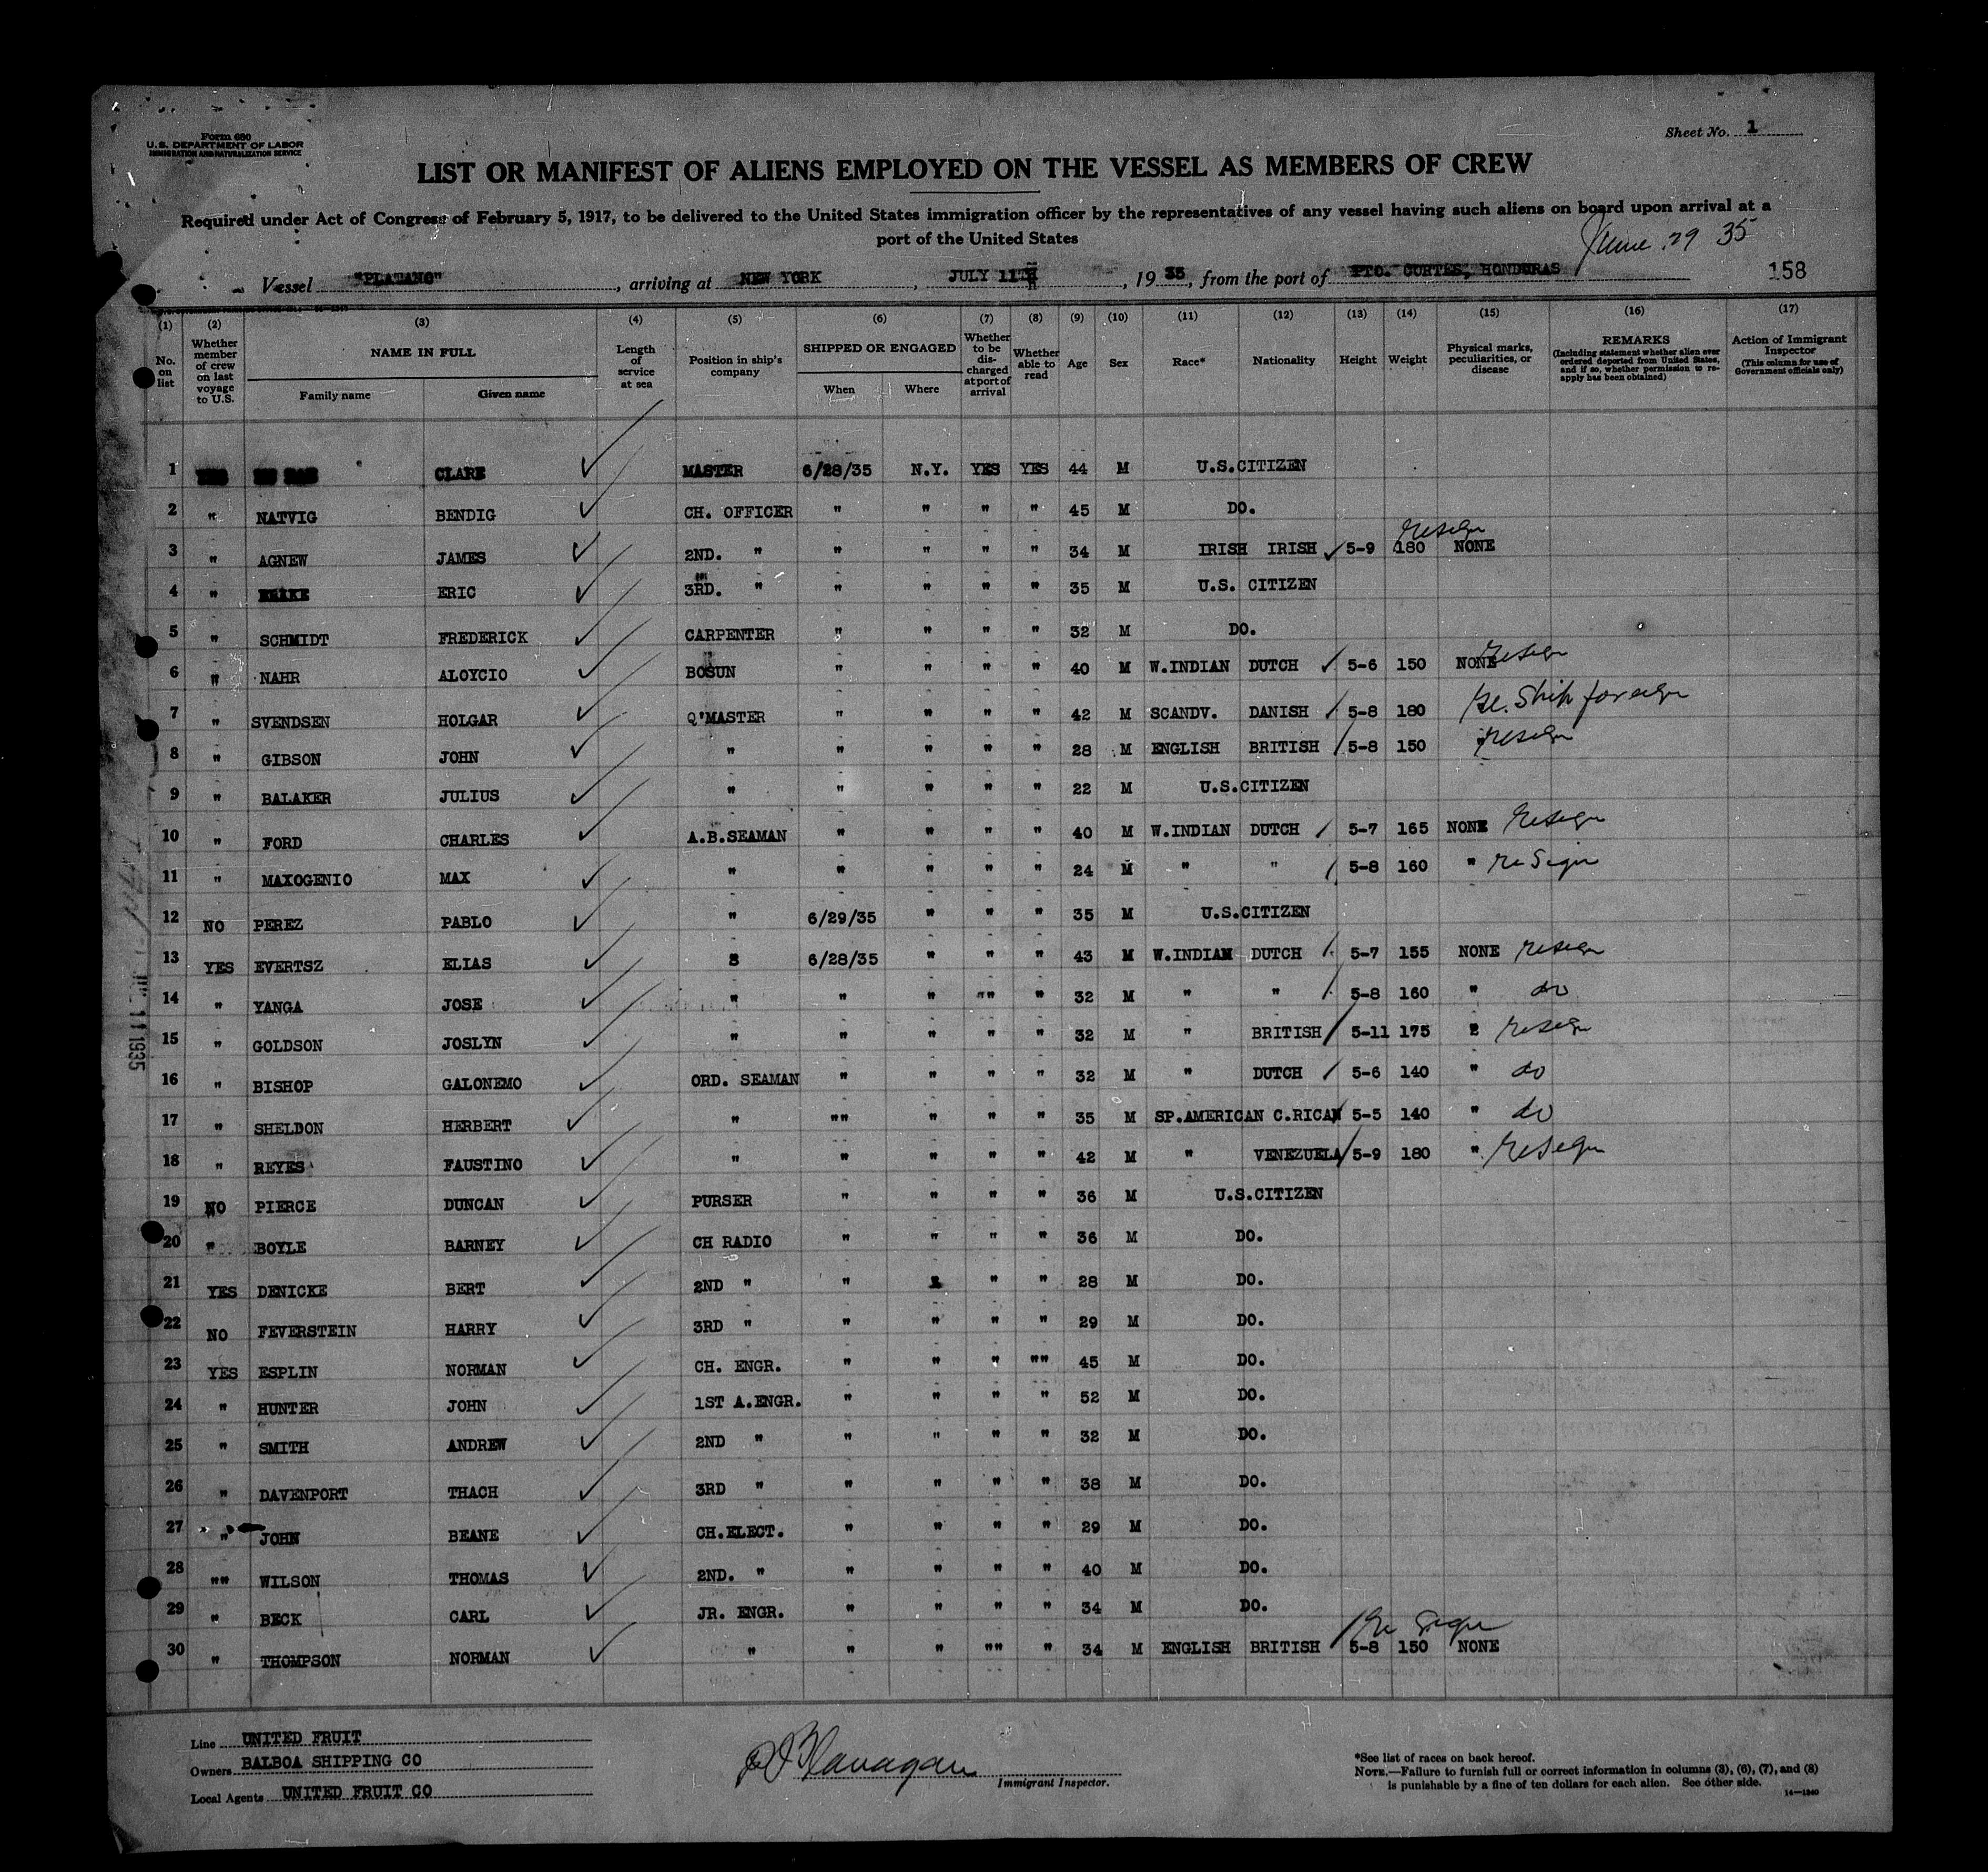 Form 680
U.S. DEPARTMENT OF LABOR
IMMIGRATION AND NATURALIZATION SERVICE
Sheet No. 1
LIST OR MANIFEST OF ALIENS EMPLOYED ON THE VESSEL AS MEMBERS OF CREW
Required under Act of Congress of February 5, 1917, to be delivered to the United States immigration officer by the representatives of any vessel having such aliens on board upon arrival at a
port of the United States
June 29 35
Vessel "PLATANO", arriving at NEW YORK, JULY 11TH, 1935, from the port of PTO. CORTES, HONDURAS 158
(1) (2) (3) (4) (5) (6) (7) (8) (9) (10) (11) (12) (13) (14) (15) (16) (17)
No. on list
Whether member of crew on last voyage to U.S.
NAME IN FULL
Family name Given name
Length of service at sea
Position in ship's company
SHIPPED OR ENGAGED
When Where
Whether to be discharged at port of arrival
Whether able to read
Age
Sex
Race*
Nationality
Height
Weight
Physical marks, peculiarities, or disease
REMARKS
(Including statement whether alien ever ordered deported from United States, and if so, whether permission to re-apply has been obtained)
Action of Immigrant Inspector
(This column for use of Government officials only)
1 YES CLARE MASTER 6/28/35 N.Y. YES YES 44 M U.S.CITIZEN
2 " NATVIG BENDIG CH. OFFICER " " " " 45 M DO.
3 " AGNEW JAMES 2ND. " " " " " 34 M IRISH IRISH 5-9 180 NONE resign
4 " ERIC 3RD. " " " " " 35 M U.S. CITIZEN
5 " SCHMIDT FREDERICK CARPENTER " " " " 32 M DO.
6 " NAHR ALOYCIO BOSUN " " " " 40 M W.INDIAN DUTCH 5-6 150 NONE resign
7 " SVENDSEN HOLGAR Q'MASTER " " " " 42 M SCANDV. DANISH 5-8 180 Re. Ship foreign
8 " GIBSON JOHN " " " " " 28 M ENGLISH BRITISH 5-8 150 " resign
9 " BALAKER JULIUS " " " " " 22 M U.S.CITIZEN
10 " FORD CHARLES A.B.SEAMAN " " " " 40 M W.INDIAN DUTCH 5-7 165 NONE resign
11 " MAXOGENIO MAX " " " " " 24 M " " 5-8 160 " re Sign
12 NO PEREZ PABLO " 6/29/35 " " " 35 M U.S.CITIZEN
13 YES EVERTSZ ELIAS 6/28/35 " " " 43 M W.INDIAN DUTCH 5-7 155 NONE resign
14 " YANGA JOSE " " " "" " 32 M " " 5-8 160 " do
15 " GOLDSON JOSLYN " " " " " 32 M " BRITISH 5-11 175 resign
16 " BISHOP GALONEMO ORD. SEAMAN " " " " 32 M " DUTCH 5-6 140 " do
17 " SHELDON HERBERT " "" " " " 35 M SP.AMERICAN C.RICAN 5-5 140 " do
18 " REYES FAUSTINO " " " " " 42 M " VENEZUELA 5-9 180 " resign
19 NO PIERCE DUNCAN PURSER " " " " 36 M U.S.CITIZEN
20 " BOYLE BARNEY CH RADIO " " " " 36 M DO.
21 YES DENICKE BERT 2ND " " " " 28 M DO.
22 NO FEVERSTEIN HARRY 3RD " " " " " 29 M DO.
23 YES ESPLIN NORMAN CH. ENGR. " " " "" 45 M DO.
24 " HUNTER JOHN 1ST A.ENGR. " " " " 52 M DO.
25 " SMITH ANDREW 2ND " " " " " 32 M DO.
26 " DAVENPORT THACH 3RD " " " " " 38 M DO.
27 " JOHN BEANE CH.ELECT. " " " " 29 M DO.
28 "" WILSON THOMAS 2ND. " " " " " 40 M DO.
29 " BECK CARL JR. ENGR. " " " " 34 M DO.
30 " THOMPSON NORMAN " " " "" " 34 M ENGLISH BRITISH 5-8 150 NONE Re Sign
11 1935
Line UNITED FRUIT
Owners BALBOA SHIPPING CO
Local Agents UNITED FRUIT CO
Flanagan
Immigrant Inspector.
*See list of races on back hereof.
NOTE.—Failure to furnish full or correct information in columns (3), (6), (7), and (8)
is punishable by a fine of ten dollars for each alien. See other side.
14—1240